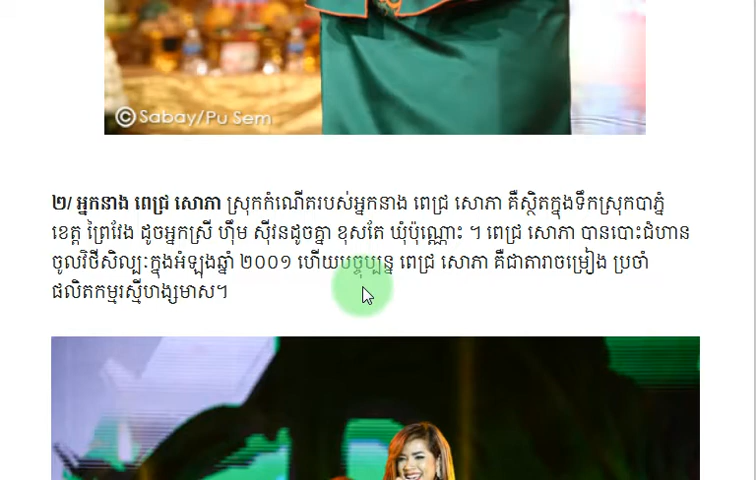 © Sabay/Pu Sem
២/ អ្នកនាង ពេជ្រ សោភា ស្រុកកំណើតរបស់អ្នកនាង ពេជ្រ សោភា គឺស្ថិតក្នុងទឹកស្រុកបាភ្នំ
ខេត្ត ព្រៃវែង ដូចអ្នកស្រី ហ៊ឹម ស៊ីវនដូចគ្នា ខុសតែ ឃុំប៉ុណ្ណោះ ។ ពេជ្រ សោភា បានបោះជំហាន
ចូលវិថីសិល្បៈក្នុងអំឡុងឆ្នាំ ២០០១ ហើយបច្ចុប្បន្ន ពេជ្រ សោភា គឺជាតារាចម្រៀង ប្រចាំ
ផលិតកម្មរស្មីហង្សមាស។